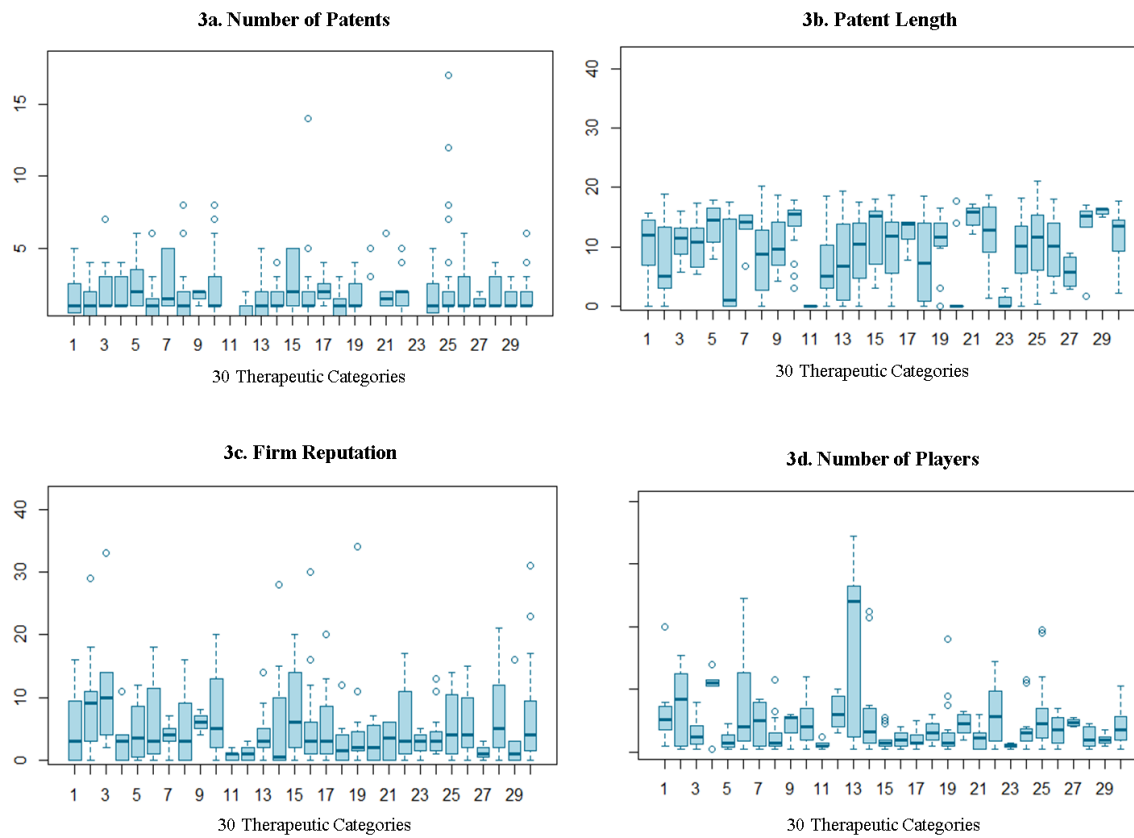 3a. Number of Patents
15
10
5
1 3 5 7 9 11 13 15 17 19 21 23 25 27 29
30 Therapeutic Categories
3b. Patent Length
40
30
20
10
0
1 3 5 7 9 11 13 15 17 19 21 23 25 27 29
30 Therapeutic Categories
3c. Firm Reputation
40
30
20
10
0
1 3 5 7 9 11 13 15 17 19 21 23 25 27 29
30 Therapeutic Categories
3d. Number of Players
1 3 5 7 9 11 13 15 17 19 21 23 25 27 29
30 Therapeutic Categories